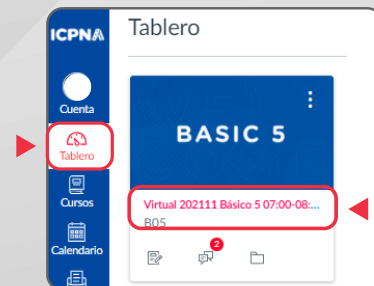 ICPNA
Tablero
Cuenta
Tablero
Cursos
Calendario
BASIC 5
Virtual 202111 Básico 5 07:00-08:...
B05
2